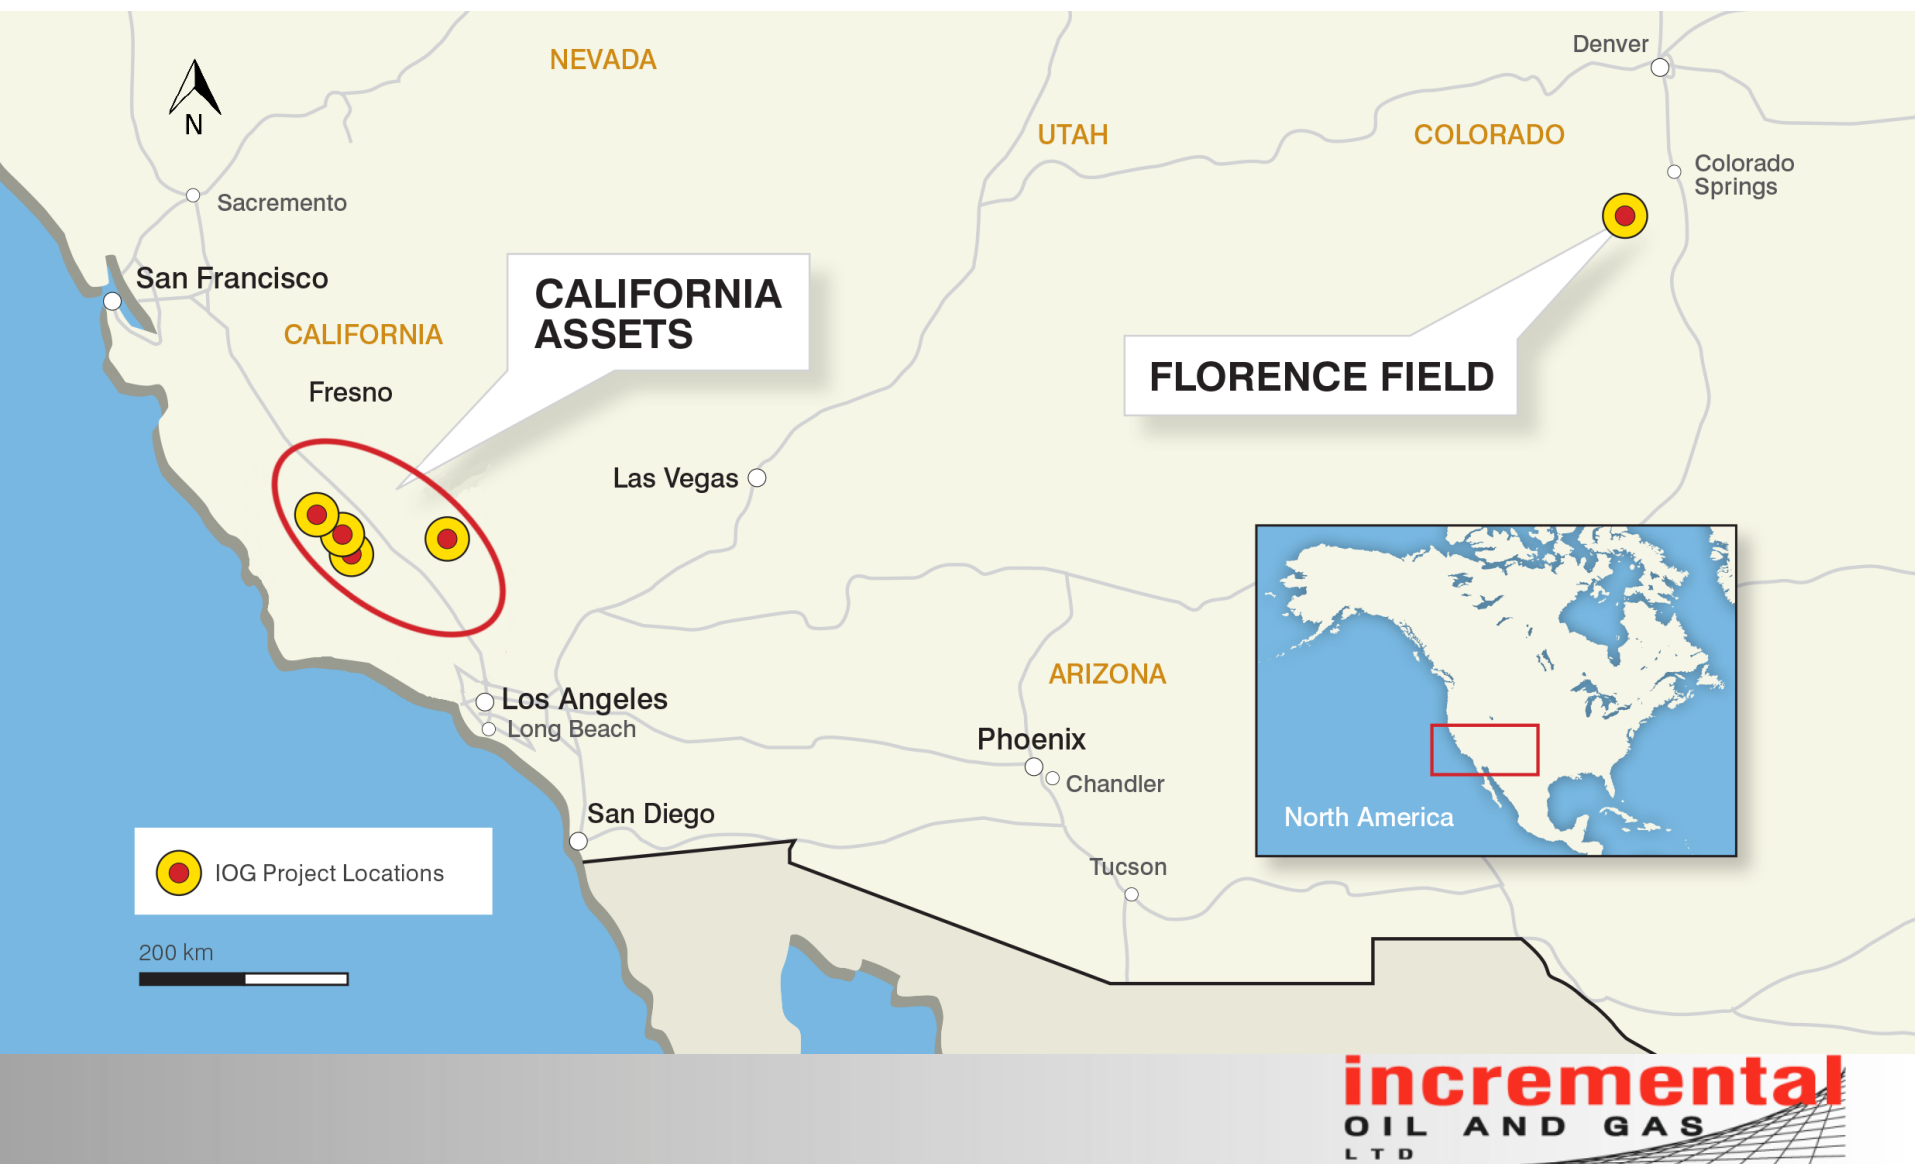 NEVADA
Denver
UTAH
COLORADO
N
Colorado
Springs
Sacremento
San Francisco
CALIFORNIA
ASSETS
CALIFORNIA
Fresno
FLORENCE FIELD
Las Vegas
ARIZONA
Los Angeles
Long Beach
Phoenix
Chandler
San Diego
North America
Tucson
IOG Project Locations
200 km
incremental
OIL AND GAS
LTD